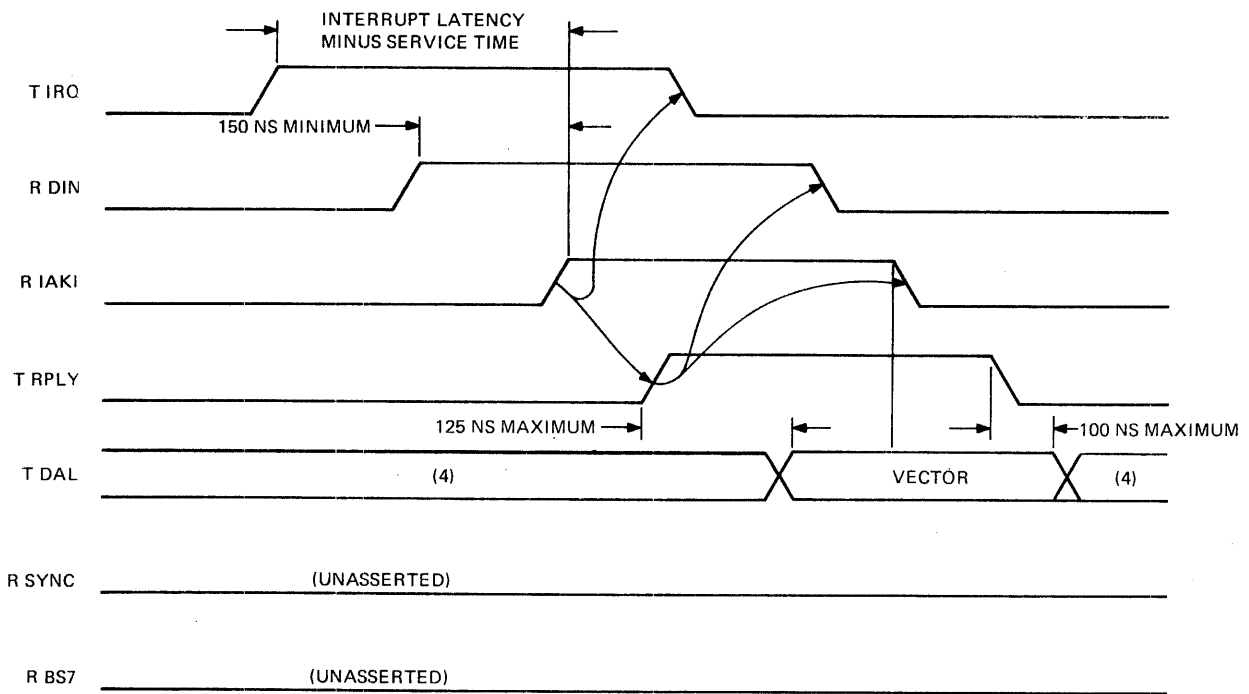 INTERRUPT LATENCY
MINUS SERVICE TIME
T IRQ
150 NS MINIMUM
R DIN
R IAKI
T RPLY
125 NS MAXIMUM
100 NS MAXIMUM
T DAL
(4)
VECTOR
(4)
R SYNC
(UNASSERTED)
R BS7
(UNASSERTED)